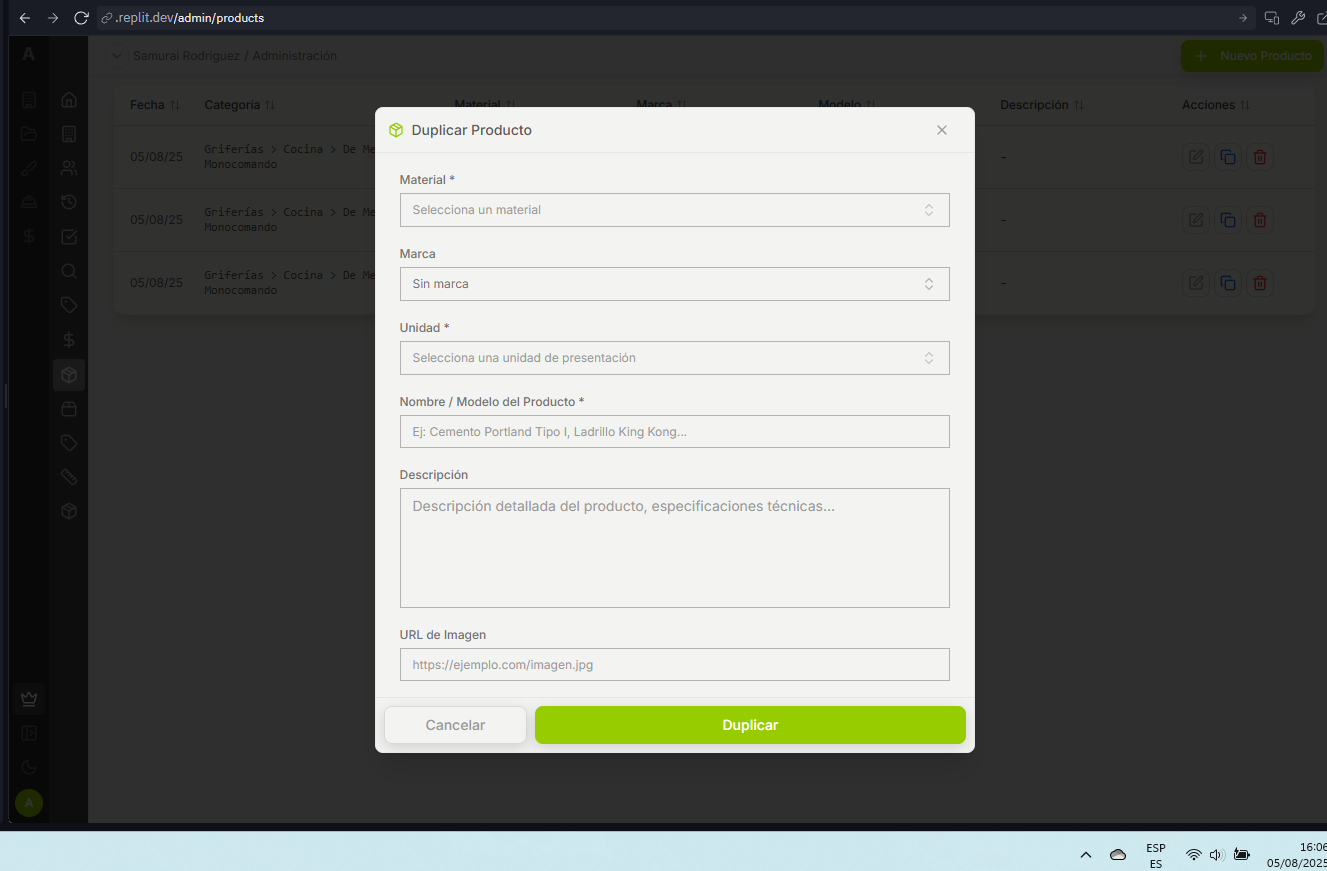 .replit.dev/admin/products
A
Samurai Rodriguez / Administración
+ Nuevo Producto
Fecha
Categoría
Material
Marca
Modelo
Descripción
Acciones
05/08/25
Griferías > Cocina > De Me
Monocomando
-
05/08/25
Griferías > Cocina > De Me
Monocomando
-
05/08/25
Griferías > Cocina > De Me
Monocomando
-
Duplicar Producto
Material *
Selecciona un material
Marca
Sin marca
Unidad *
Selecciona una unidad de presentación
Nombre / Modelo del Producto *
Ej: Cemento Portland Tipo I, Ladrillo King Kong...
Descripción
Descripción detallada del producto, especificaciones técnicas...
URL de Imagen
https://ejemplo.com/imagen.jpg
Cancelar
Duplicar
A
ESP
ES
16:06
05/08/2025